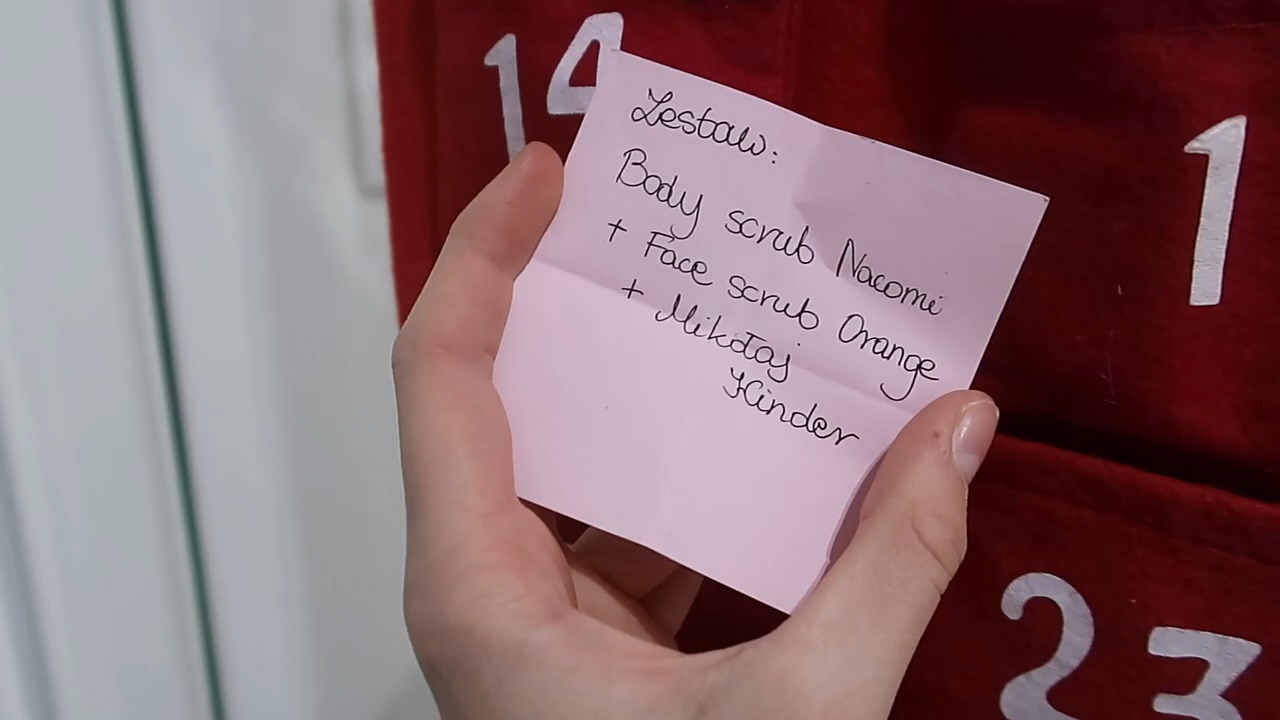 14
Zestaw:
Body scrub Nacomi
+ Face scrub Orange
+ Mikołaj
Kinder
1
23